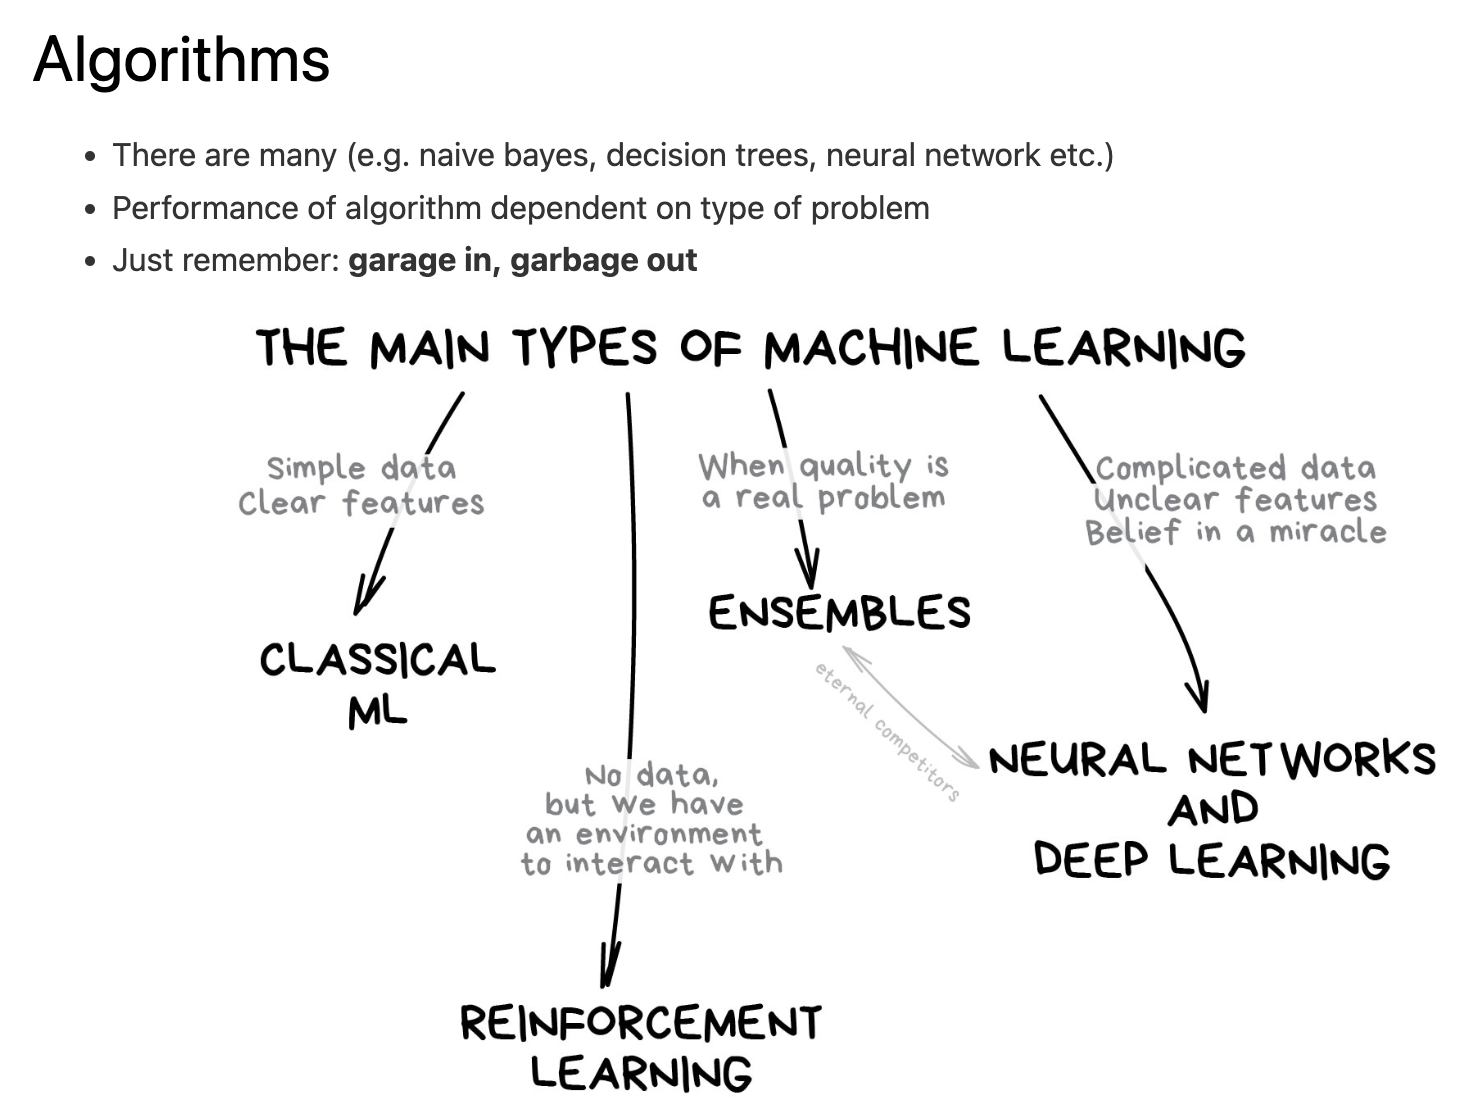 Algorithms
There are many (e.g. naive bayes, decision trees, neural network etc.)
Performance of algorithm dependent on type of problem
Just remember: garage in, garbage out
THE MAIN TYPES OF MACHINE LEARNING
Simple data
Clear features
CLASSICAL
ML
No data,
but we have
an environment
to interact with
REINFORCEMENT
LEARNING
When quality is
a real problem
ENSEMBLES
eternal competitors
Complicated data
Unclear features
Belief in a miracle
NEURAL NETWORKS
AND
DEEP LEARNING